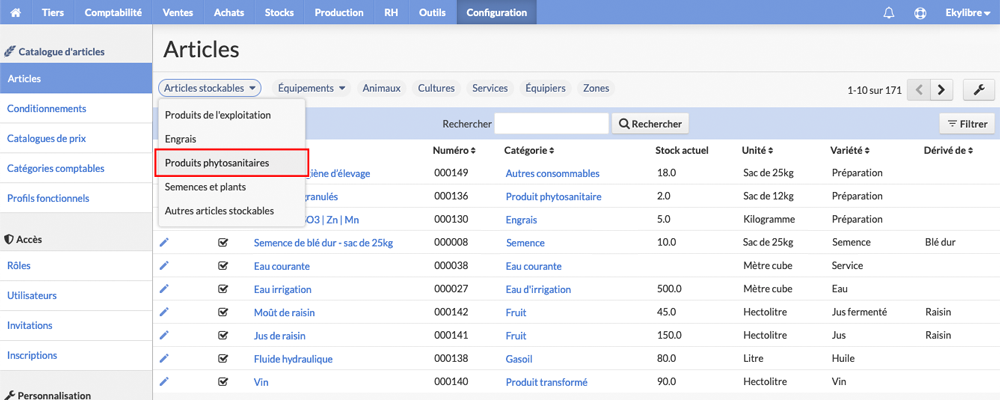 Tiers Comptabilité Ventes Achats Stocks Production RH Outils Configuration Ekylibre
Catalogue d'articles
Articles
Conditionnements
Catalogues de prix
Catégories comptables
Profils fonctionnels
Accès
Rôles
Utilisateurs
Invitations
Inscriptions
Personnalisation
Articles
Articles stockables Équipements Animaux Cultures Services Équipiers Zones 1-10 sur 171
Produits de l'exploitation
Engrais
Produits phytosanitaires
Semences et plants
Autres articles stockables
Rechercher Rechercher Filtrer
Numéro Catégorie Stock actuel Unité Variété Dérivé de
d'élevage 000149 Autres consommables 18.0 Sac de 25kg Préparation
000136 Produit phytosanitaire 2.0 Sac de 12kg Préparation
| Zn | Mn 000130 Engrais 5.0 Kilogramme Préparation
Semence de blé dur - sac de 25kg 000008 Semence 10.0 Sac de 25kg Semence Blé dur
Eau courante 000038 Eau courante Mètre cube Service
Eau irrigation 000027 Eau d'irrigation 500.0 Mètre cube Eau
Moût de raisin 000142 Fruit 45.0 Hectolitre Jus fermenté Raisin
Jus de raisin 000141 Fruit 150.0 Hectolitre Jus Raisin
Fluide hydraulique 000138 Gasoil 80.0 Litre Huile
Vin 000140 Produit transformé 90.0 Hectolitre Vin